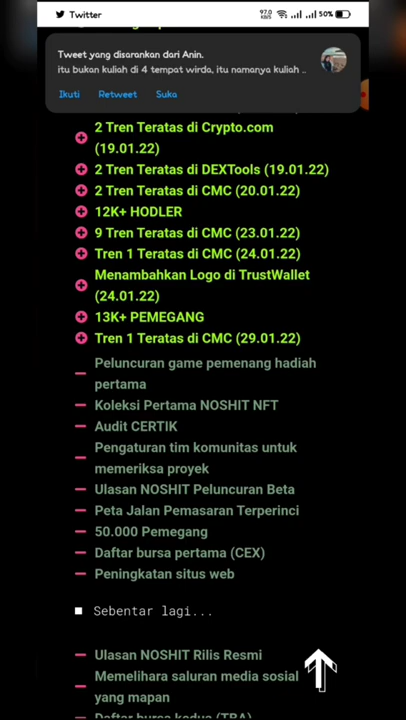 Twitter
97.0 KB/S
50%
Tweet yang disarankan dari Anin.
itu bukan kuliah di 4 tempat wirda, itu namanya kuliah ..
Ikuti Retweet Suka
2 Tren Teratas di Crypto.com
(19.01.22)
2 Tren Teratas di DEXTools (19.01.22)
2 Tren Teratas di CMC (20.01.22)
12K+ HODLER
9 Tren Teratas di CMC (23.01.22)
Tren 1 Teratas di CMC (24.01.22)
Menambahkan Logo di TrustWallet
(24.01.22)
13K+ PEMEGANG
Tren 1 Teratas di CMC (29.01.22)
Peluncuran game pemenang hadiah
pertama
Koleksi Pertama NOSHIT NFT
Audit CERTIK
Pengaturan tim komunitas untuk
memeriksa proyek
Ulasan NOSHIT Peluncuran Beta
Peta Jalan Pemasaran Terperinci
50.000 Pemegang
Daftar bursa pertama (CEX)
Peningkatan situs web
Sebentar lagi...
Ulasan NOSHIT Rilis Resmi
Memelihara saluran media sosial
yang mapan
Daftar bursa kedua (TBA)